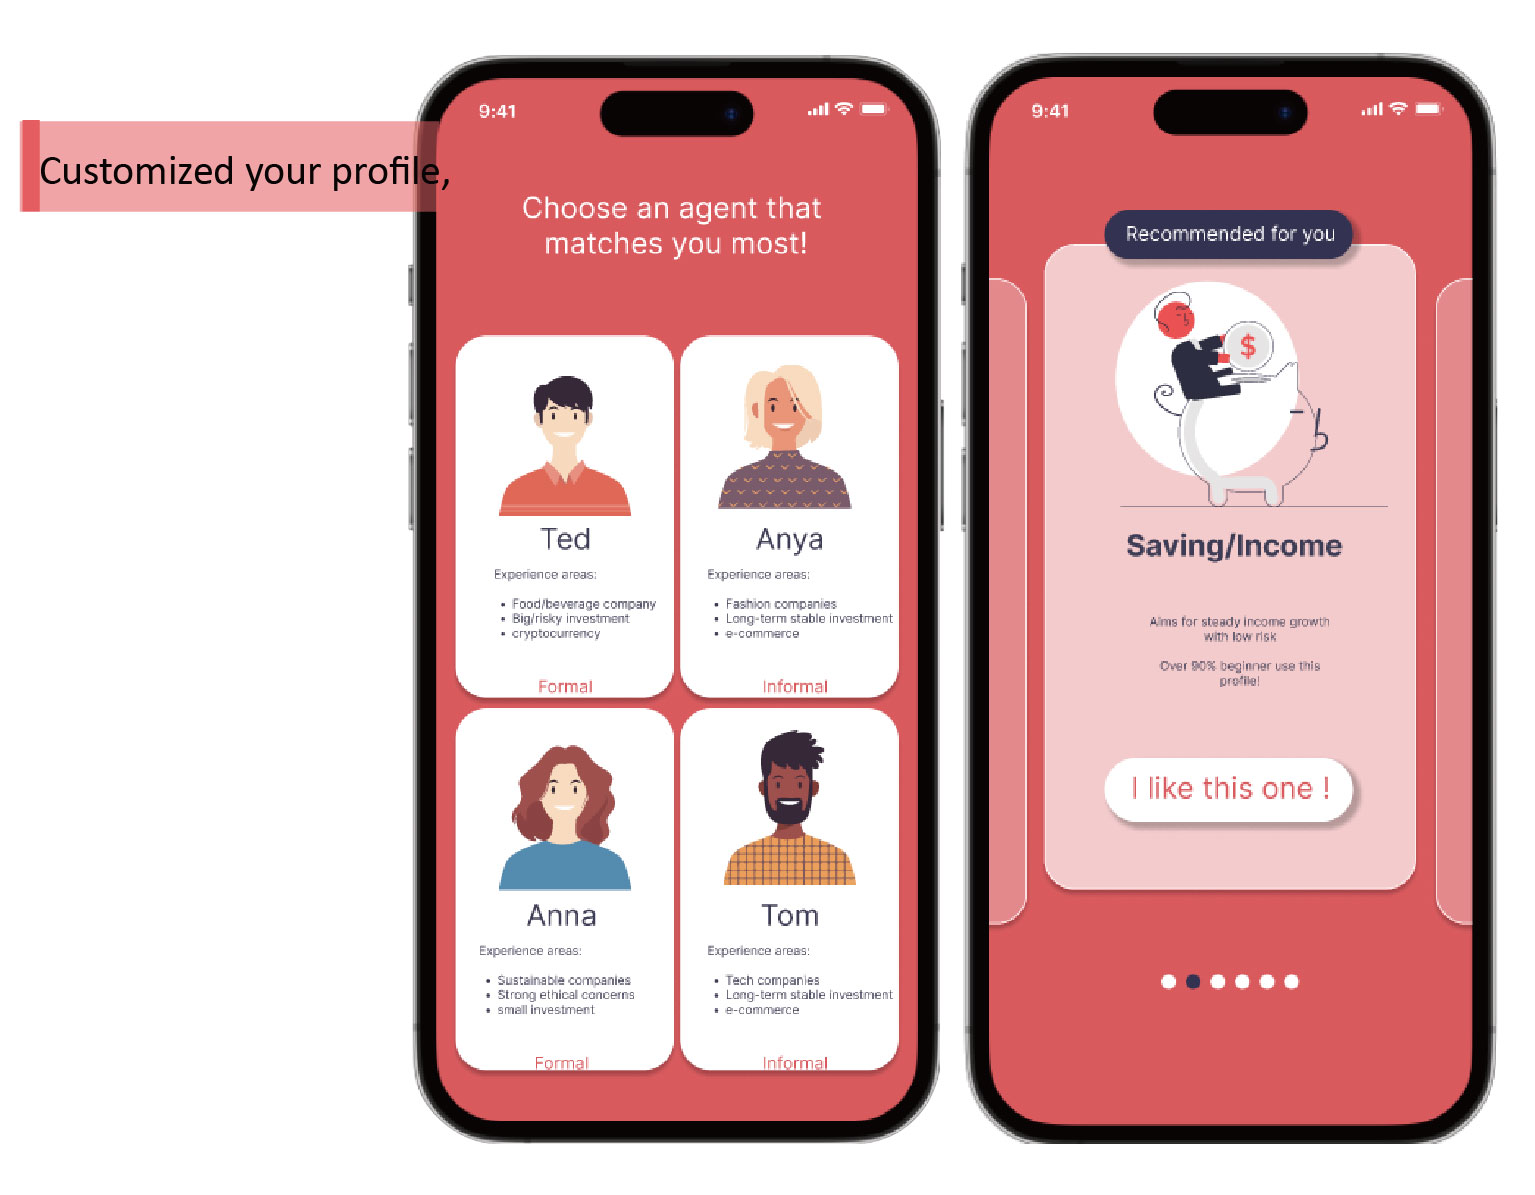 Customized your profile,
9:41
Choose an agent that
matches you most!
Ted
Experience areas:
• Food/beverage company
• Big/risky investment
• cryptocurrency
Formal
Anya
Experience areas:
• Fashion companies
• Long-term stable investment
• e-commerce
Informal
Anna
Experience areas:
• Sustainable companies
• Strong ethical concerns
• small investment
Formal
Tom
Experience areas:
• Tech companies
• Long-term stable investment
• e-commerce
Informal
9:41
Recommended for you
$
Saving/Income
Aims for steady income growth
with low risk
Over 90% beginner use this
profile!
I like this one !